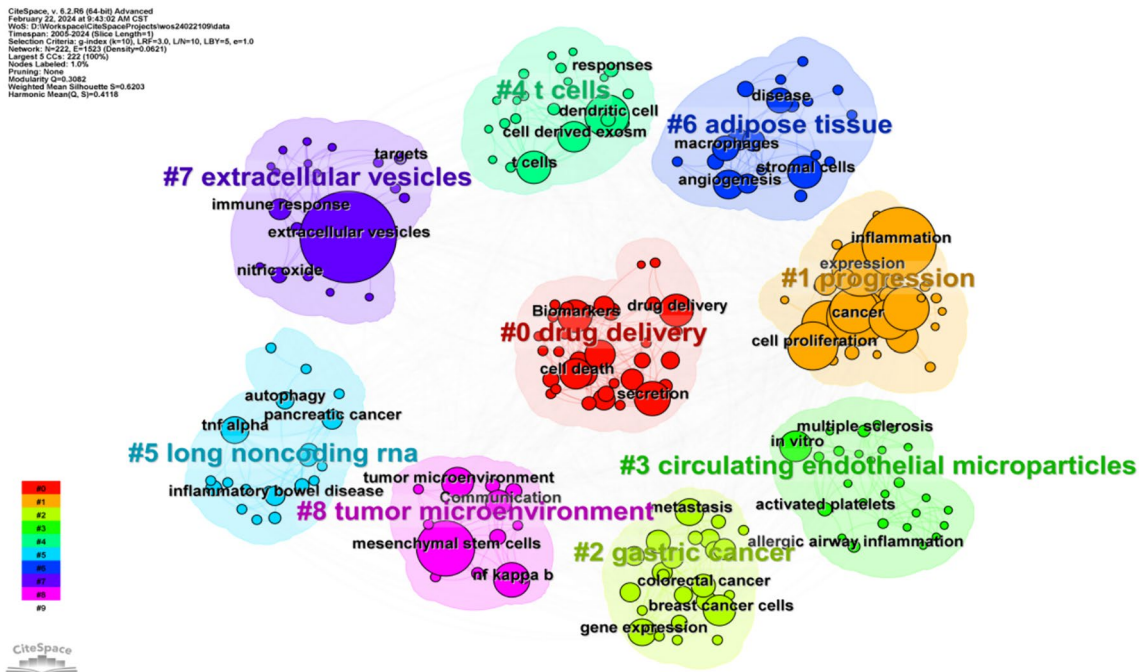 CiteSpace, v. 6.2.R6 (64-bit) Advanced
February 22, 2024 at 9:43:02 AM CST
WoS: D:\Workspace\CiteSpaceProjects\wos24022109\data
Timespan: 2005-2024 (Slice Length=1)
Selection Criteria: g-index (k=10), LRF=3.0, L/N=10, LBY=5, e=1.0
Network: N=222, E=1523 (Density=0.0621)
Largest 5 CCs: 222 (100%)
Nodes Labeled: 1.0%
Pruning: None
Modularity Q=0.3082
Weighted Mean Silhouette S=0.6203
Harmonic Mean(Q, S)=0.4118
responses
#4 t cells
dendritic cell
cell derived exosm
t cells
disease
#6 adipose tissue
macrophages
stromal cells
angiogenesis
targets
#7 extracellular vesicles
immune response
extracellular vesicles
nitric oxide
inflammation
expression
#1 progression
cancer
cell proliferation
Biomarkers
drug delivery
#0 drug delivery
cell death
secretion
autophagy
pancreatic cancer
tnf alpha
#5 long noncoding rna
inflammatory bowel disease
multiple sclerosis
in vitro
#3 circulating endothelial microparticles
activated platelets
allergic airway inflammation
tumor microenvironment
Communication
#8 tumor microenvironment
mesenchymal stem cells
nf kappa b
metastasis
#2 gastric cancer
colorectal cancer
breast cancer cells
gene expression
#0
#1
#2
#3
#4
#5
#6
#7
#8
#9
CiteSpace